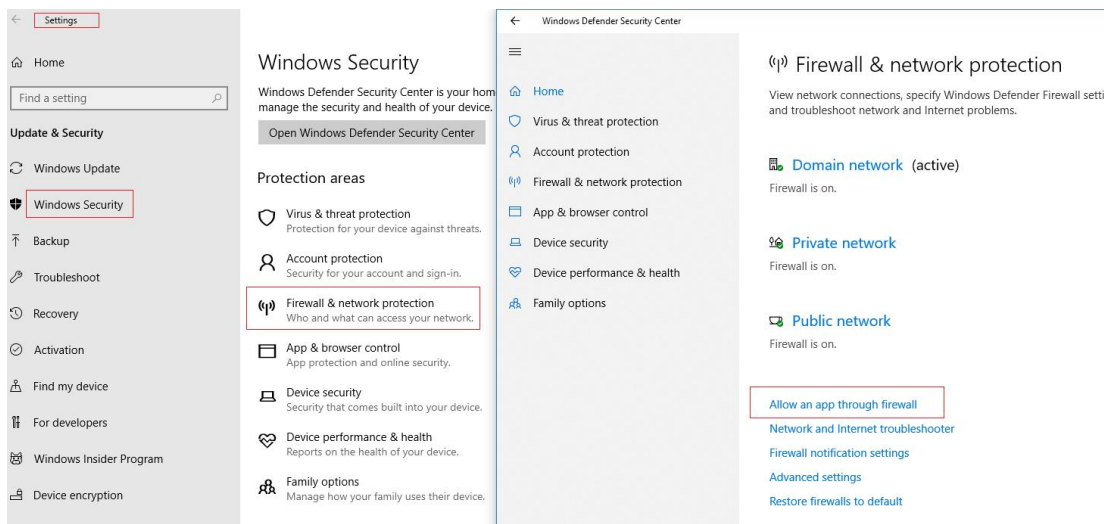 Settings
Home
Find a setting
Update & Security
Windows Update
Windows Security
Backup
Troubleshoot
Recovery
Activation
Find my device
For developers
Windows Insider Program
Device encryption
Windows Security
Windows Defender Security Center is your hom
manage the security and health of your device.
Open Windows Defender Security Center
Protection areas
Virus & threat protection
Protection for your device against threats.
Account protection
Security for your account and sign-in.
Firewall & network protection
Who and what can access your network.
App & browser control
App protection and online security.
Device security
Security that comes built into your device.
Device performance & health
Reports on the health of your device.
Family options
Manage how your family uses their device.
Windows Defender Security Center
Home
Virus & threat protection
Account protection
Firewall & network protection
App & browser control
Device security
Device performance & health
Family options
Firewall & network protection
View network connections, specify Windows Defender Firewall setti
and troubleshoot network and Internet problems.
Domain network (active)
Firewall is on.
Private network
Firewall is on.
Public network
Firewall is on.
Allow an app through firewall
Network and Internet troubleshooter
Firewall notification settings
Advanced settings
Restore firewalls to default